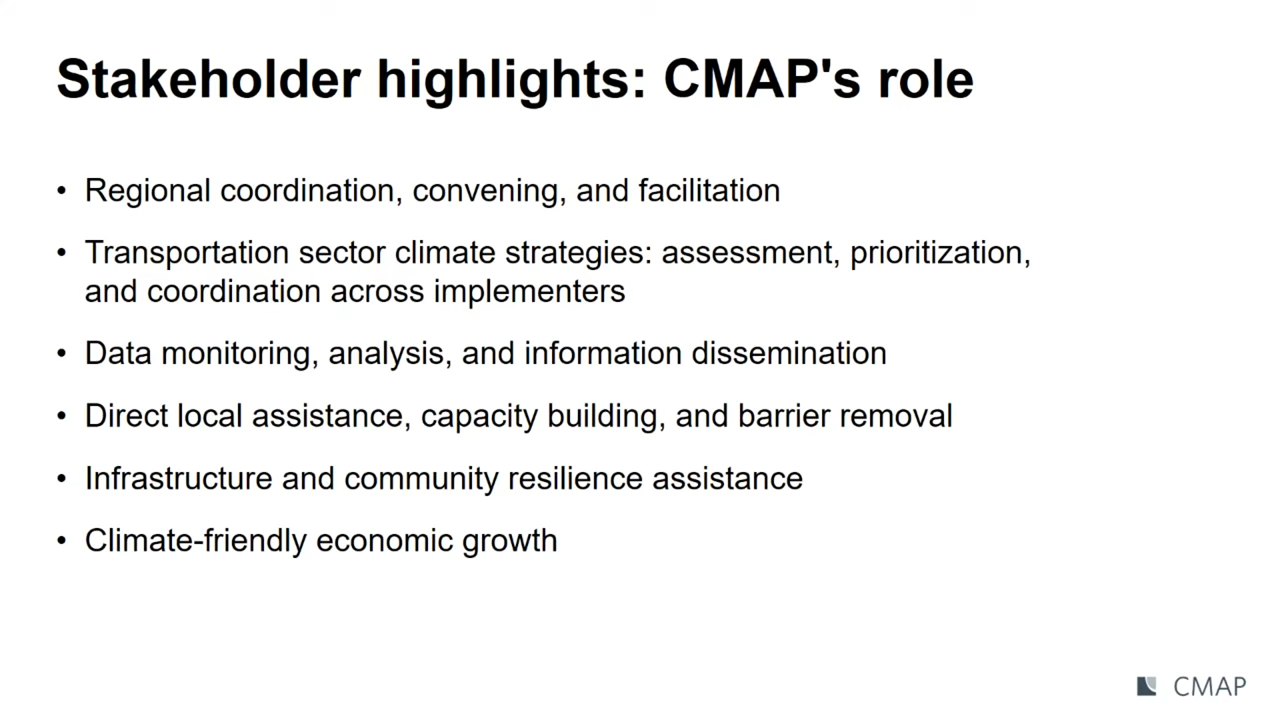 Stakeholder highlights: CMAP's role
• Regional coordination, convening, and facilitation
• Transportation sector climate strategies: assessment, prioritization,
and coordination across implementers
• Data monitoring, analysis, and information dissemination
• Direct local assistance, capacity building, and barrier removal
• Infrastructure and community resilience assistance
• Climate-friendly economic growth
CMAP